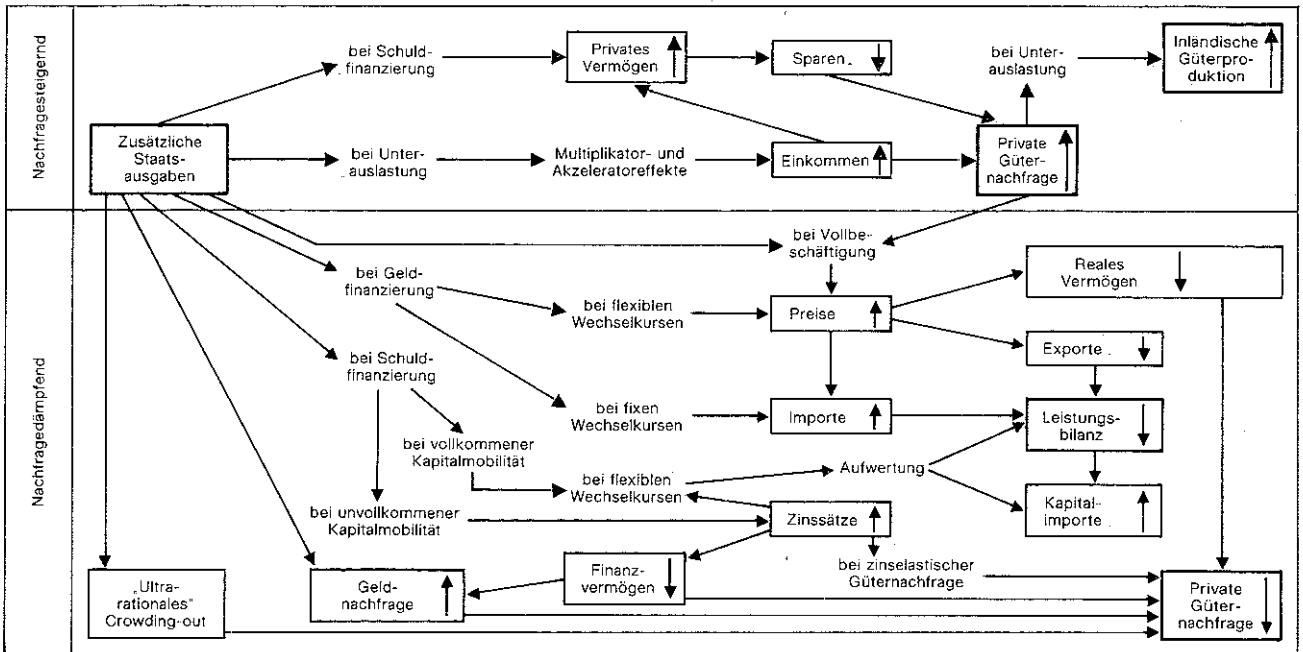 Nachfragesteigernd
bei Schuld-
finanzierung
Privates
Vermögen
Sparen
bei Unter-
auslastung
Inländische
Güterpro-
duktion
Zusätzliche
Staats-
ausgaben
bei Unter-
auslastung
Multiplikator- und
Akzeleratoreffekte
Einkommen
Private
Güter-
nachfrage
Nachfragedämpfend
bei Vollbe-
schäftigung
bei Geld-
finanzierung
bei flexiblen
Wechselkursen
Preise
Reales
Vermögen
Exporte
bei Schuld-
finanzierung
bei fixen
Wechselkursen
Importe
Leistungs-
bilanz
bei vollkommener
Kapitalmobilität
bei flexiblen
Wechselkursen
Aufwertung
Kapital-
importe
bei unvollkommener
Kapitalmobilität
Zinssätze
bei zinselastischer
Güternachfrage
„Ultra-
rationales"
Crowding-out
Geld-
nachfrage
Finanz-
vermögen
Private
Güter-
nachfrage